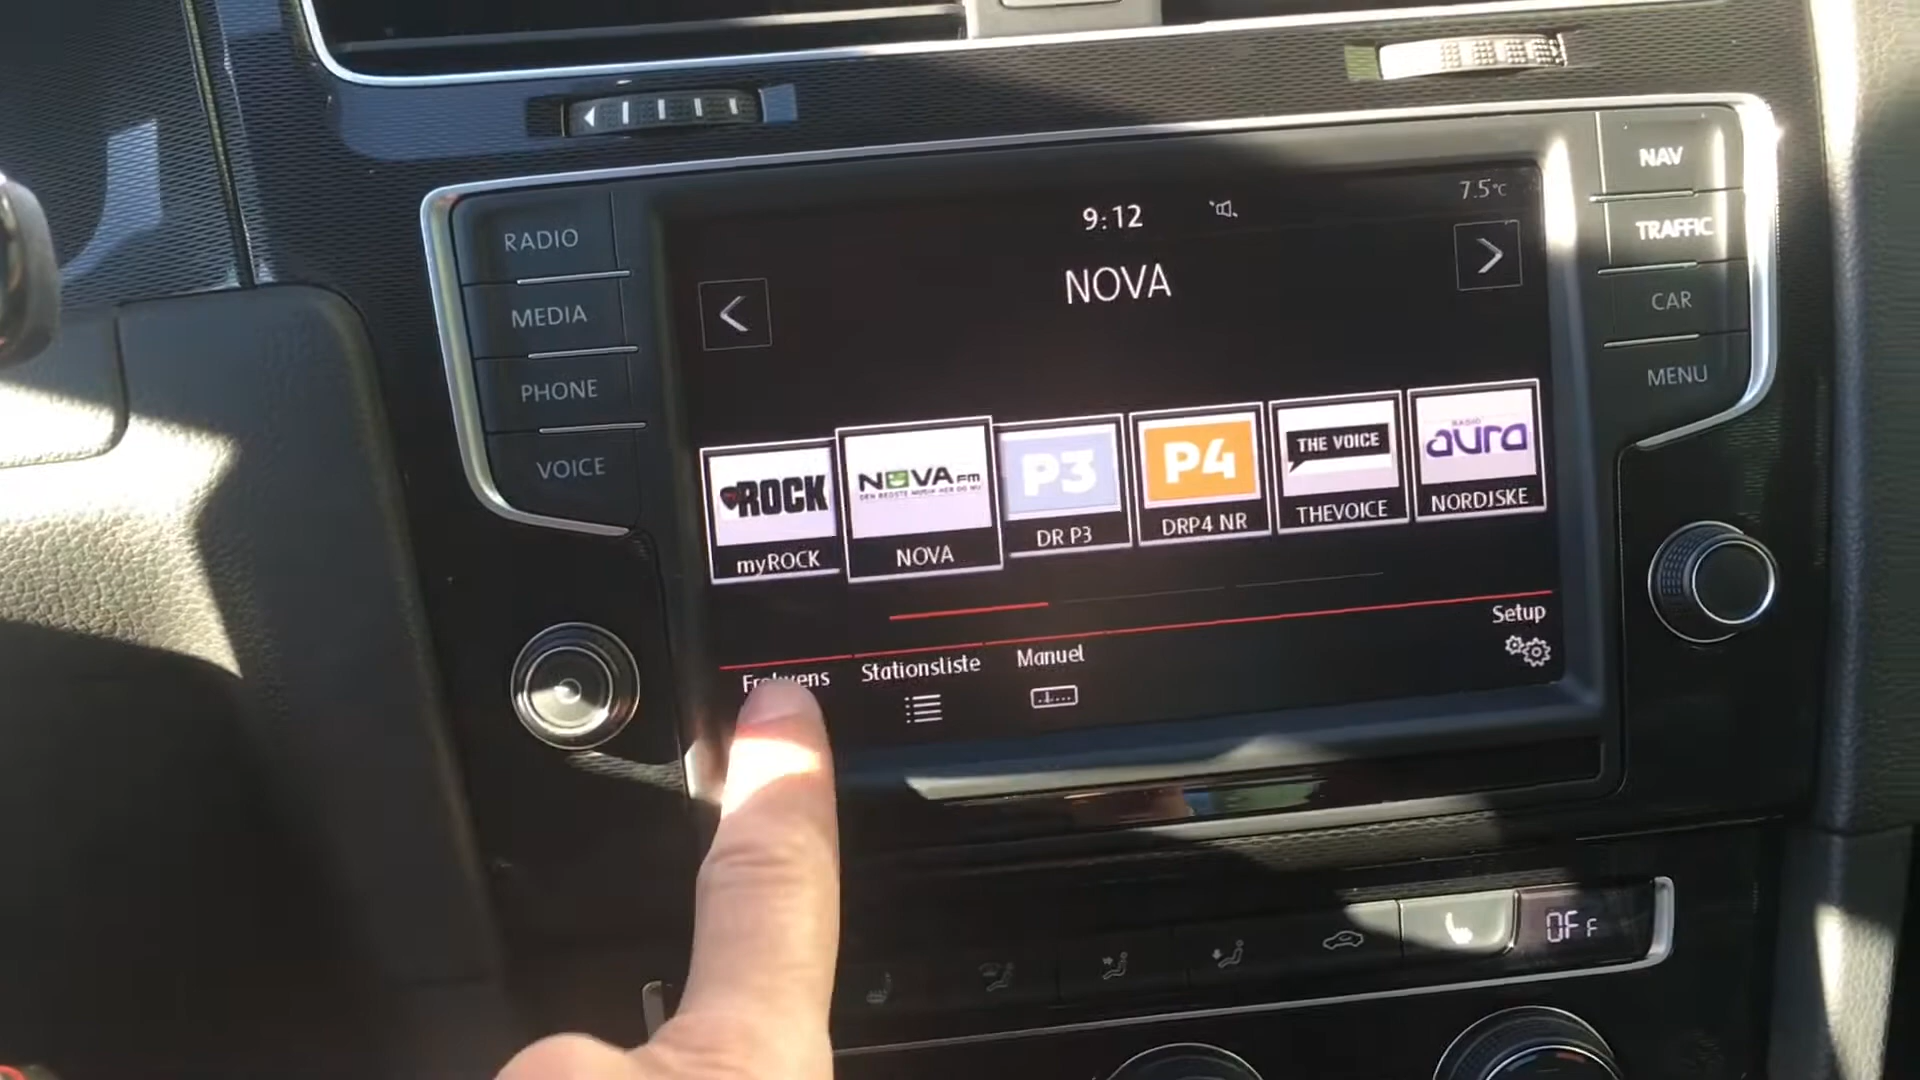 9:12
7.5°C
NOVA
RADIO
MEDIA
PHONE
VOICE
NAV
TRAFFIC
CAR
MENU
ROCK
myROCK
NOVA FM
DEN BEDSTE MUSIK HER OG NU
NOVA
P3
DR P3
P4
DRP4 NR
THE VOICE
THEVOICE
RADIO
aura
NORDJSKE
Frekvens
Stationsliste
Manuel
Setup
OFF